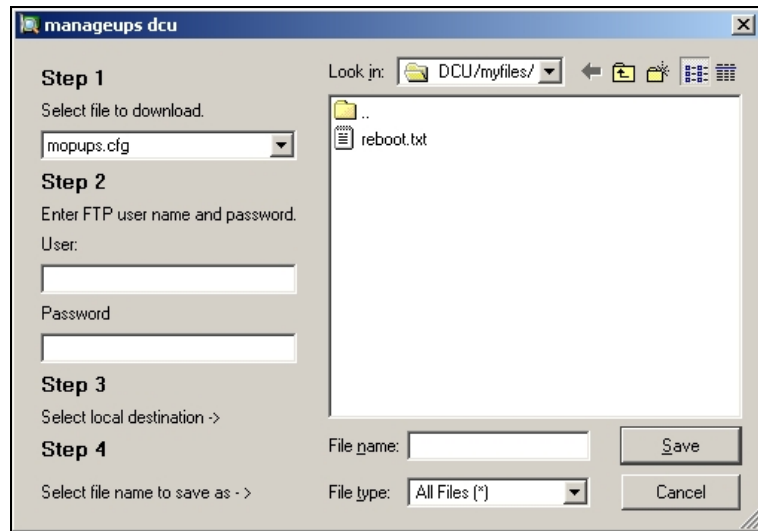 manageups dcu
Step 1
Select file to download.
mopups.cfg
Step 2
Enter FTP user name and password.
User:
Password
Step 3
Select local destination ->
Step 4
Select file name to save as - >
Look in: DCU/myfiles/
..
reboot.txt
File name:
Save
File type: All Files (*)
Cancel